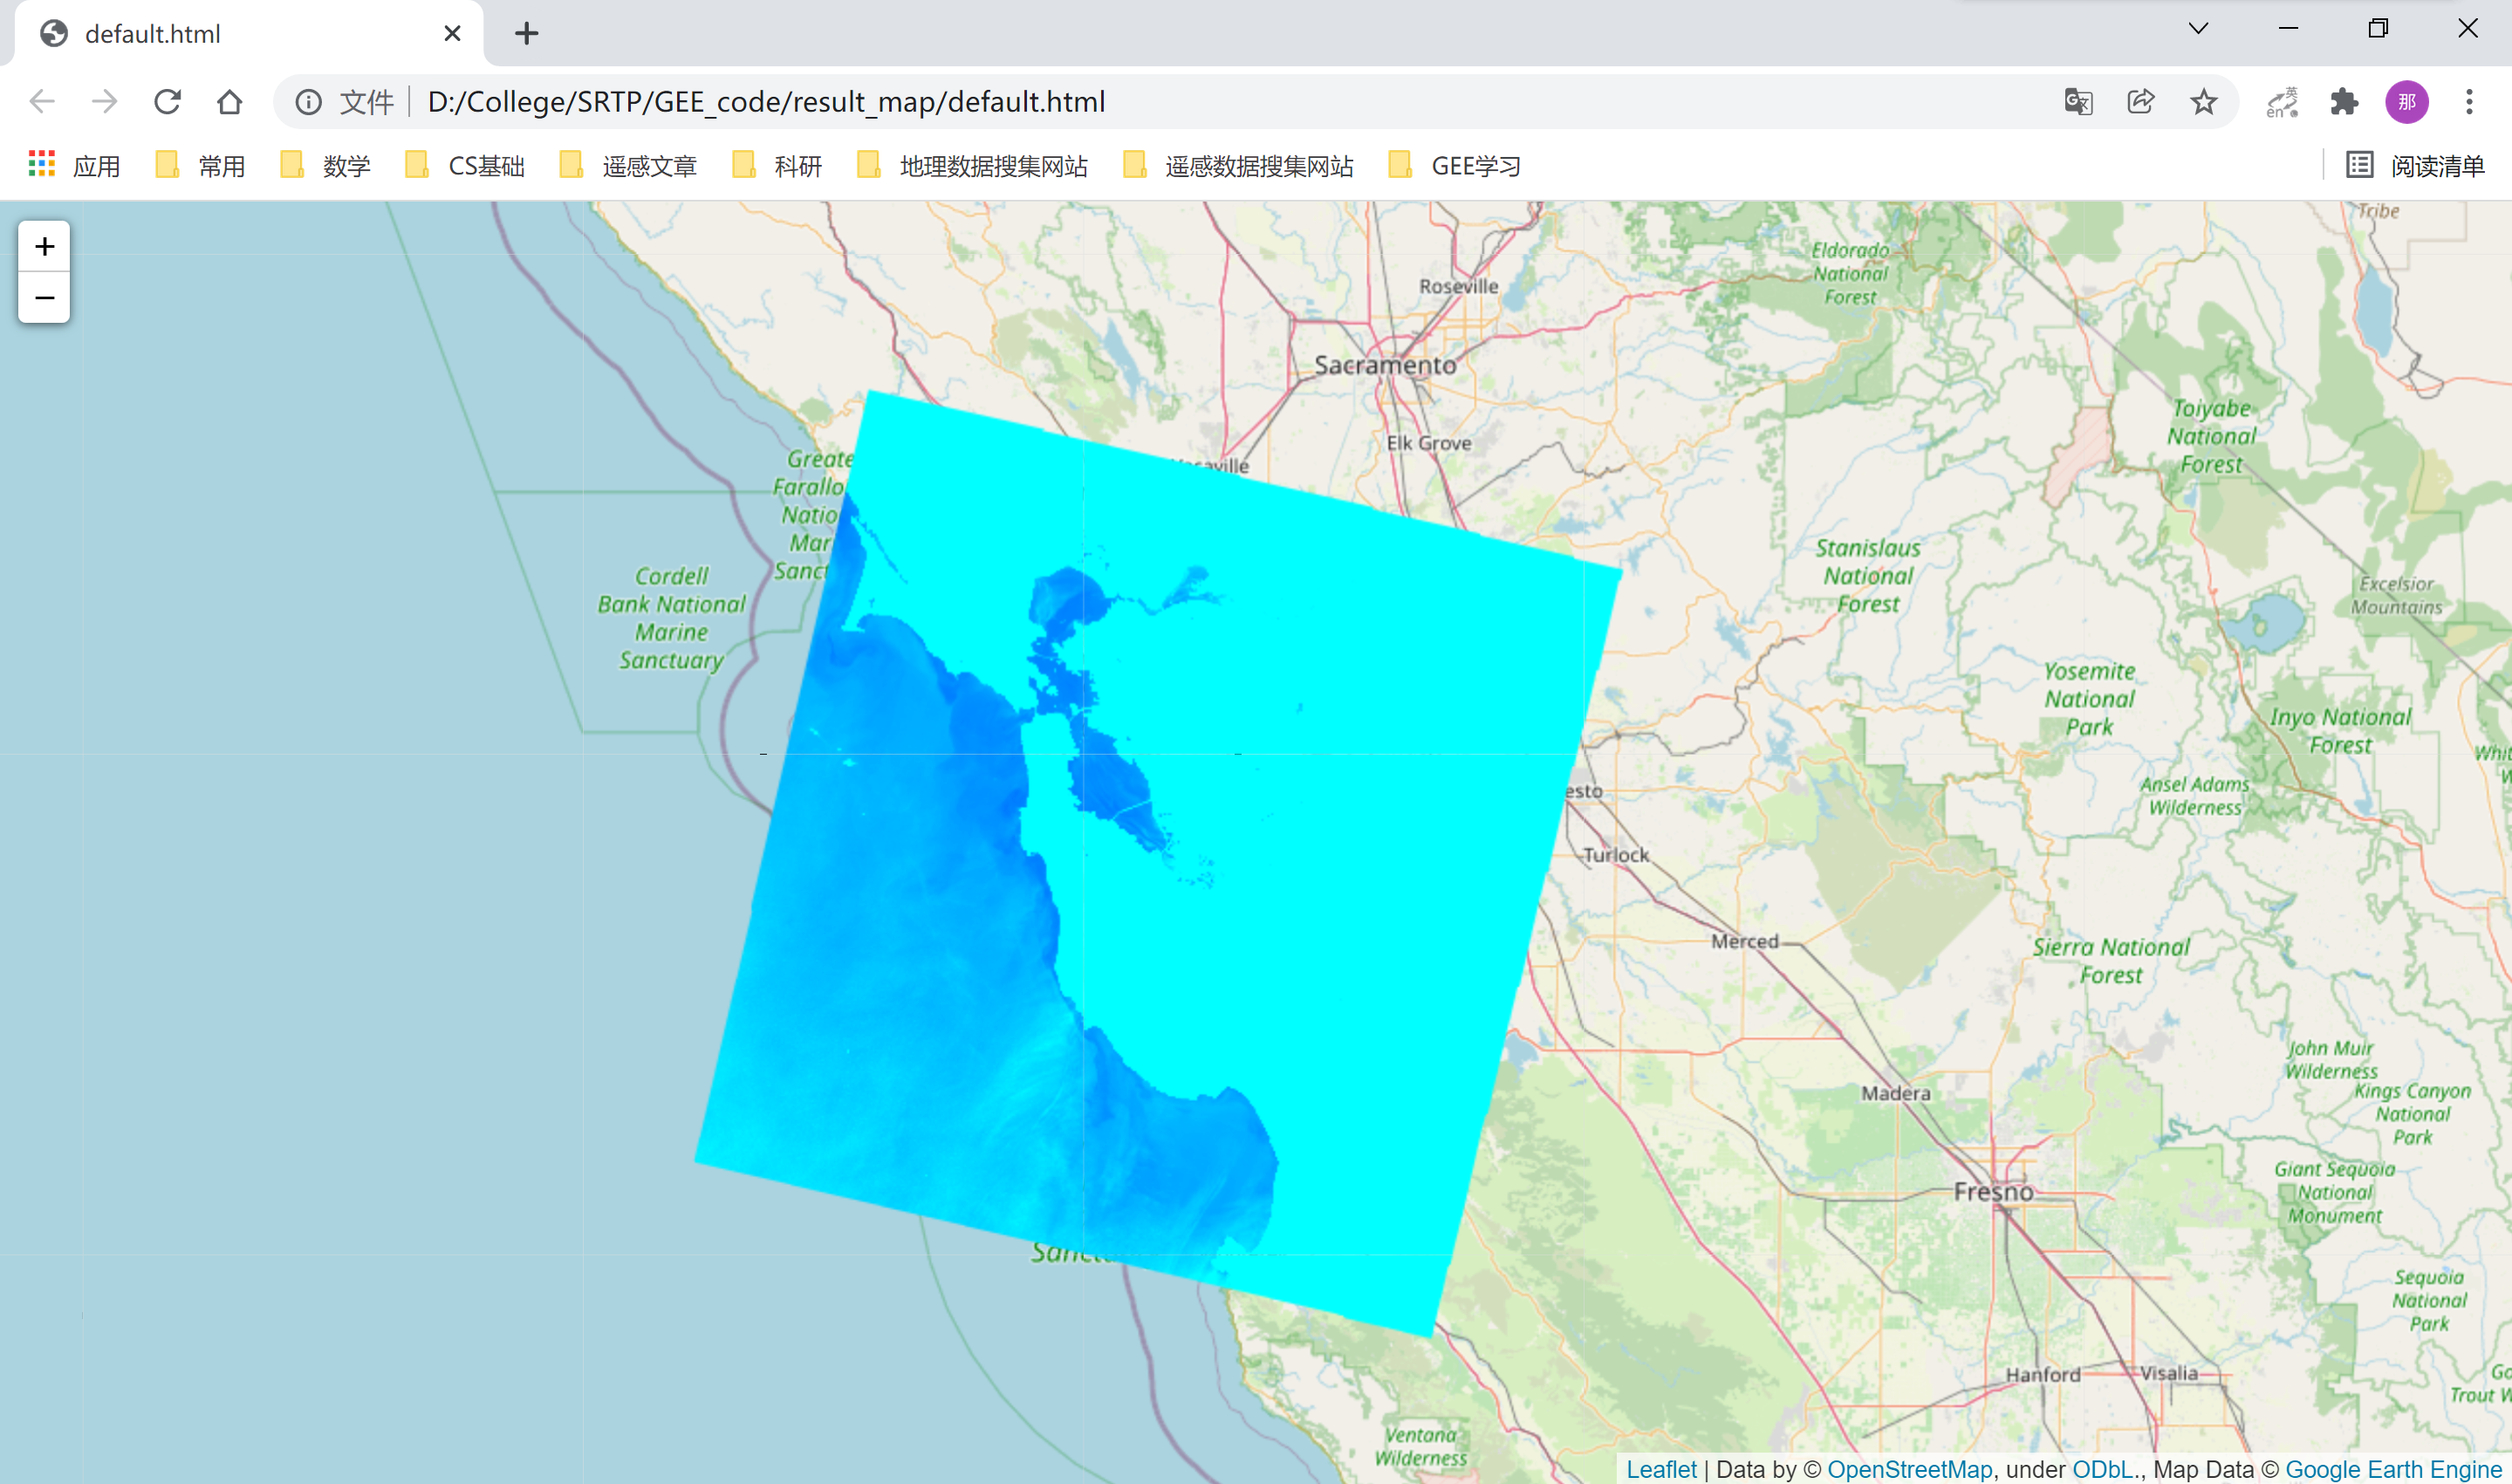 default.html
文件 D:/College/SRTP/GEE_code/result_map/default.html
英
en
那
应用 常用 数学 CS基础 遥感文章 科研 地理数据搜集网站 遥感数据搜集网站 GEE学习 阅读清单
+
−
Tribe
Eldorado
National
Forest
Roseville
Sacramento
Elk Grove
Toiyabe
National
Forest
Greate
Farallo
Natio
Mar
Sanct
Cordell
Bank National
Marine
Sanctuary
Stanislaus
National
Forest
Excelsior
Mountains
Yosemite
National
Park
Inyo National
Forest
Ansel Adams
Wilderness
esto
Turlock
Merced
Sierra National
Forest
John Muir
Wilderness
Kings Canyon
National
Park
Madera
Giant Sequoia
National
Monument
Fresno
Sequoia
National
Park
Hanford
Visalia
Trout W
Ventana
Wilderness
Leaflet | Data by © OpenStreetMap, under ODbL., Map Data © Google Earth Engine